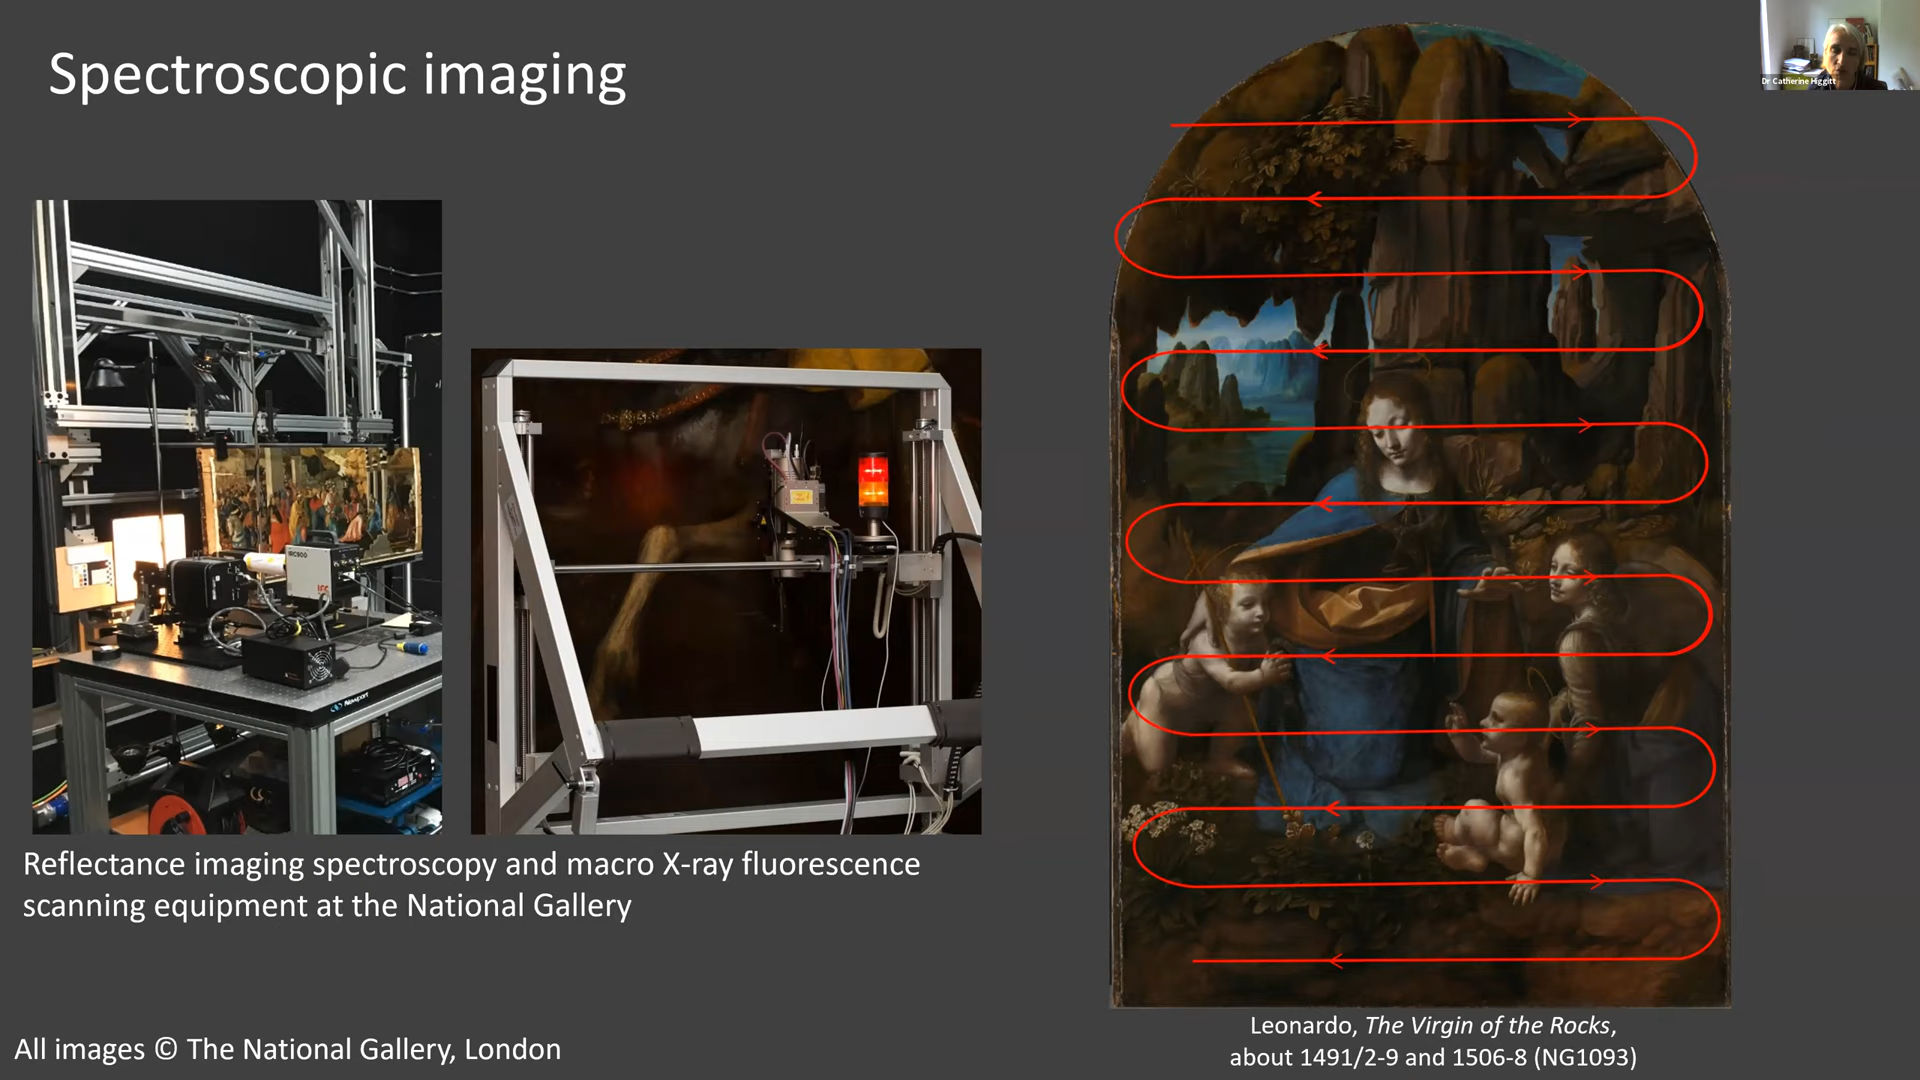 Spectroscopic imaging
Dr Catherine Higgitt
IRC900
Newport
Reflectance imaging spectroscopy and macro X-ray fluorescence
scanning equipment at the National Gallery
Leonardo, The Virgin of the Rocks,
about 1491/2-9 and 1506-8 (NG1093)
All images © The National Gallery, London